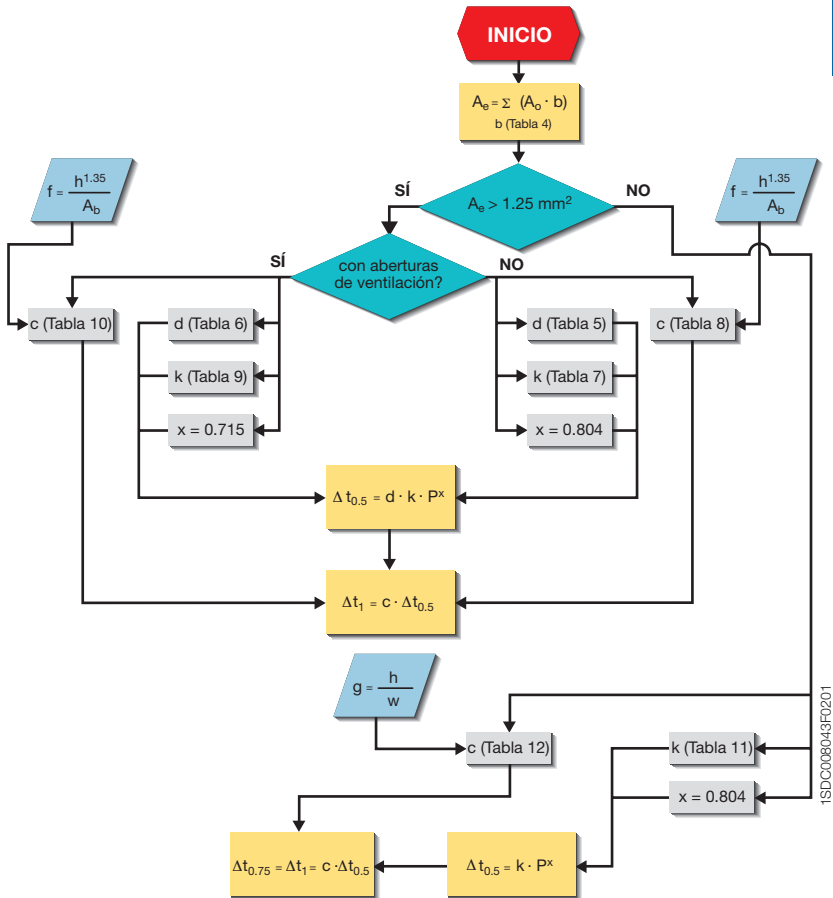 INICIO
Aₑ = Σ (Aₒ · b)
b (Tabla 4)
f = h^1.35 / A_b
SÍ
Aₑ > 1.25 mm²
NO
f = h^1.35 / A_b
SÍ
con aberturas
de ventilación?
NO
c (Tabla 10)
d (Tabla 6)
d (Tabla 5)
c (Tabla 8)
k (Tabla 9)
k (Tabla 7)
x = 0.715
x = 0.804
Δ t₀.₅ = d · k · Pˣ
Δt₁ = c · Δt₀.₅
g = h / w
c (Tabla 12)
k (Tabla 11)
x = 0.804
Δt₀.₇₅ = Δt₁ = c · Δt₀.₅
Δt₀.₅ = k · Pˣ
1SDC008043F0201